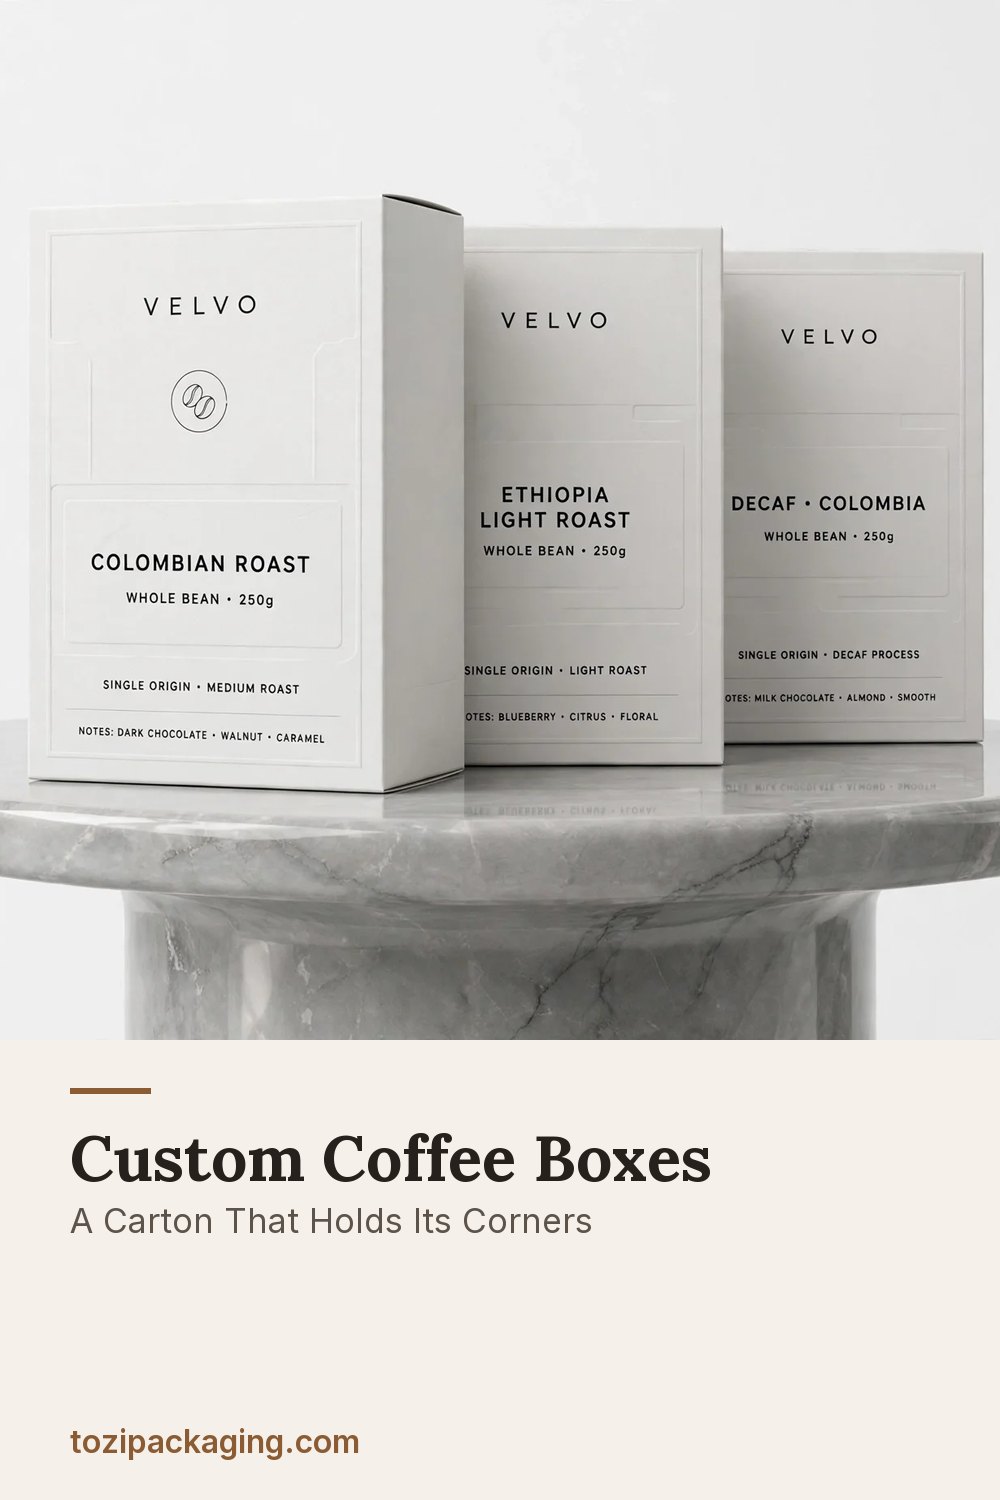 VELVO
COLOMBIAN ROAST
WHOLE BEAN • 250g
SINGLE ORIGIN • MEDIUM ROAST
NOTES: DARK CHOCOLATE • WALNUT • CARAMEL
VELVO
ETHIOPIA
LIGHT ROAST
WHOLE BEAN • 250g
SINGLE ORIGIN • LIGHT ROAST
OTES: BLUEBERRY • CITRUS • FLORAL
VELVO
DECAF • COLOMBIA
WHOLE BEAN • 250g
SINGLE ORIGIN • DECAF PROCESS
OTES: MILK CHOCOLATE • ALMOND • SMOOTH
Custom Coffee Boxes
A Carton That Holds Its Corners
tozipackaging.com